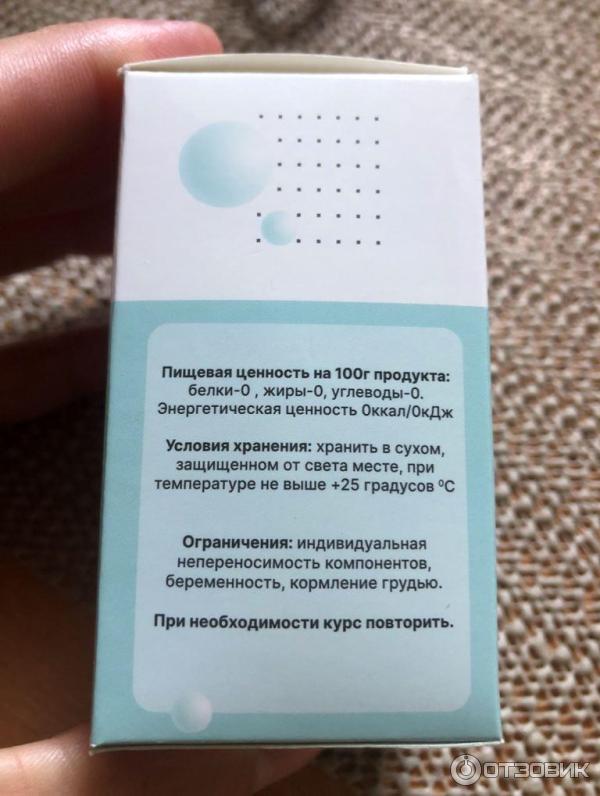 Пищевая ценность на 100г продукта:
белки-0 , жиры-0, углеводы-0.
Энергетическая ценность 0ккал/0кДж
Условия хранения: хранить в сухом,
защищенном от света месте, при
температуре не выше +25 градусов ⁰С
Ограничения: индивидуальная
непереносимость компонентов,
беременность, кормление грудью.
При необходимости курс повторить.
ОТЗОВИК